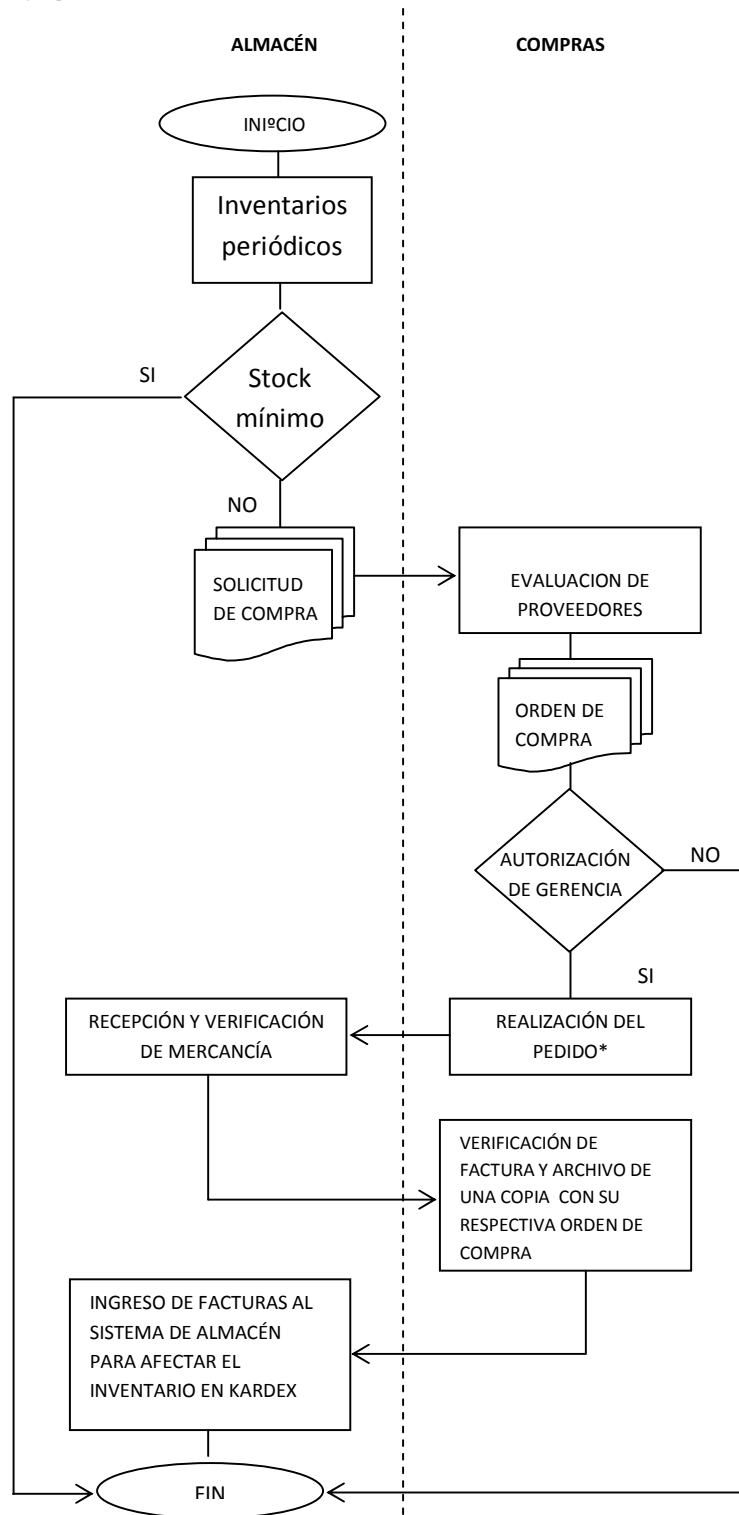 ALMACÉN
COMPRAS
INIºCIO
Inventarios
periódicos
SI
Stock
mínimo
NO
SOLICITUD
DE COMPRA
EVALUACION DE
PROVEEDORES
ORDEN DE
COMPRA
AUTORIZACIÓN
DE GERENCIA
NO
SI
RECEPCIÓN Y VERIFICACIÓN
DE MERCANCÍA
REALIZACIÓN DEL
PEDIDO*
VERIFICACIÓN DE
FACTURA Y ARCHIVO DE
UNA COPIA CON SU
RESPECTIVA ORDEN DE
COMPRA
INGRESO DE FACTURAS AL
SISTEMA DE ALMACÉN
PARA AFECTAR EL
INVENTARIO EN KARDEX
FIN